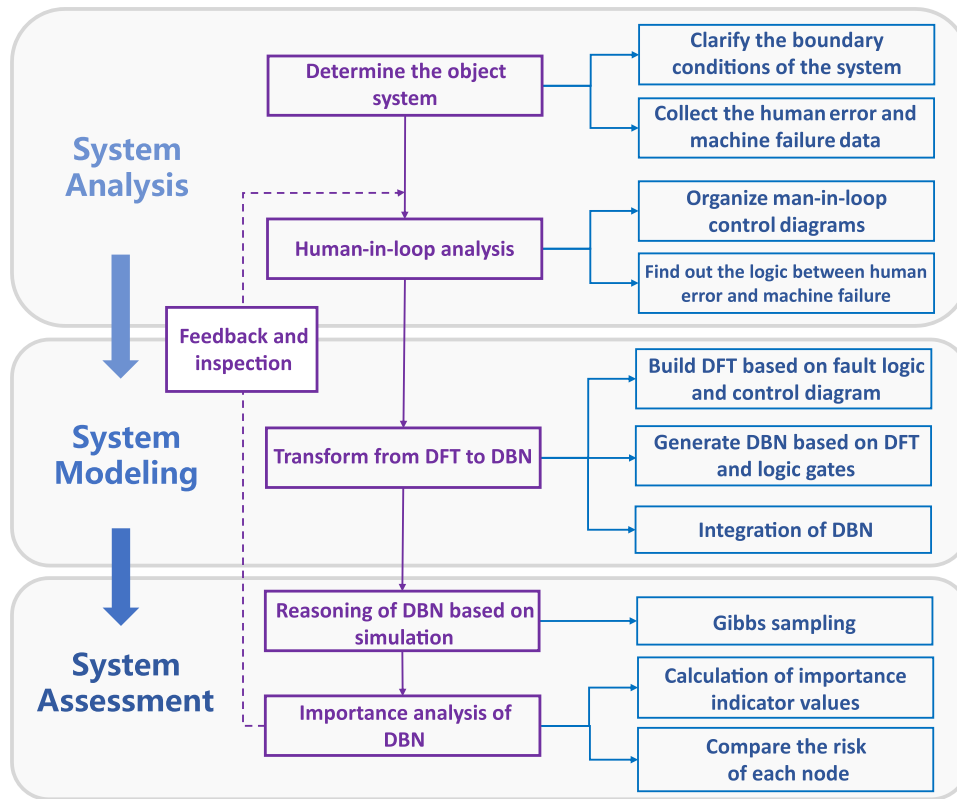 System
Analysis
Determine the object
system
Clarify the boundary
conditions of the system
Collect the human error and
machine failure data
Human-in-loop analysis
Organize man-in-loop
control diagrams
Find out the logic between human
error and machine failure
Feedback and
inspection
System
Modeling
Transform from DFT to DBN
Build DFT based on fault logic
and control diagram
Generate DBN based on DFT
and logic gates
Integration of DBN
System
Assessment
Reasoning of DBN based on
simulation
Gibbs sampling
Importance analysis of
DBN
Calculation of importance
indicator values
Compare the risk
of each node